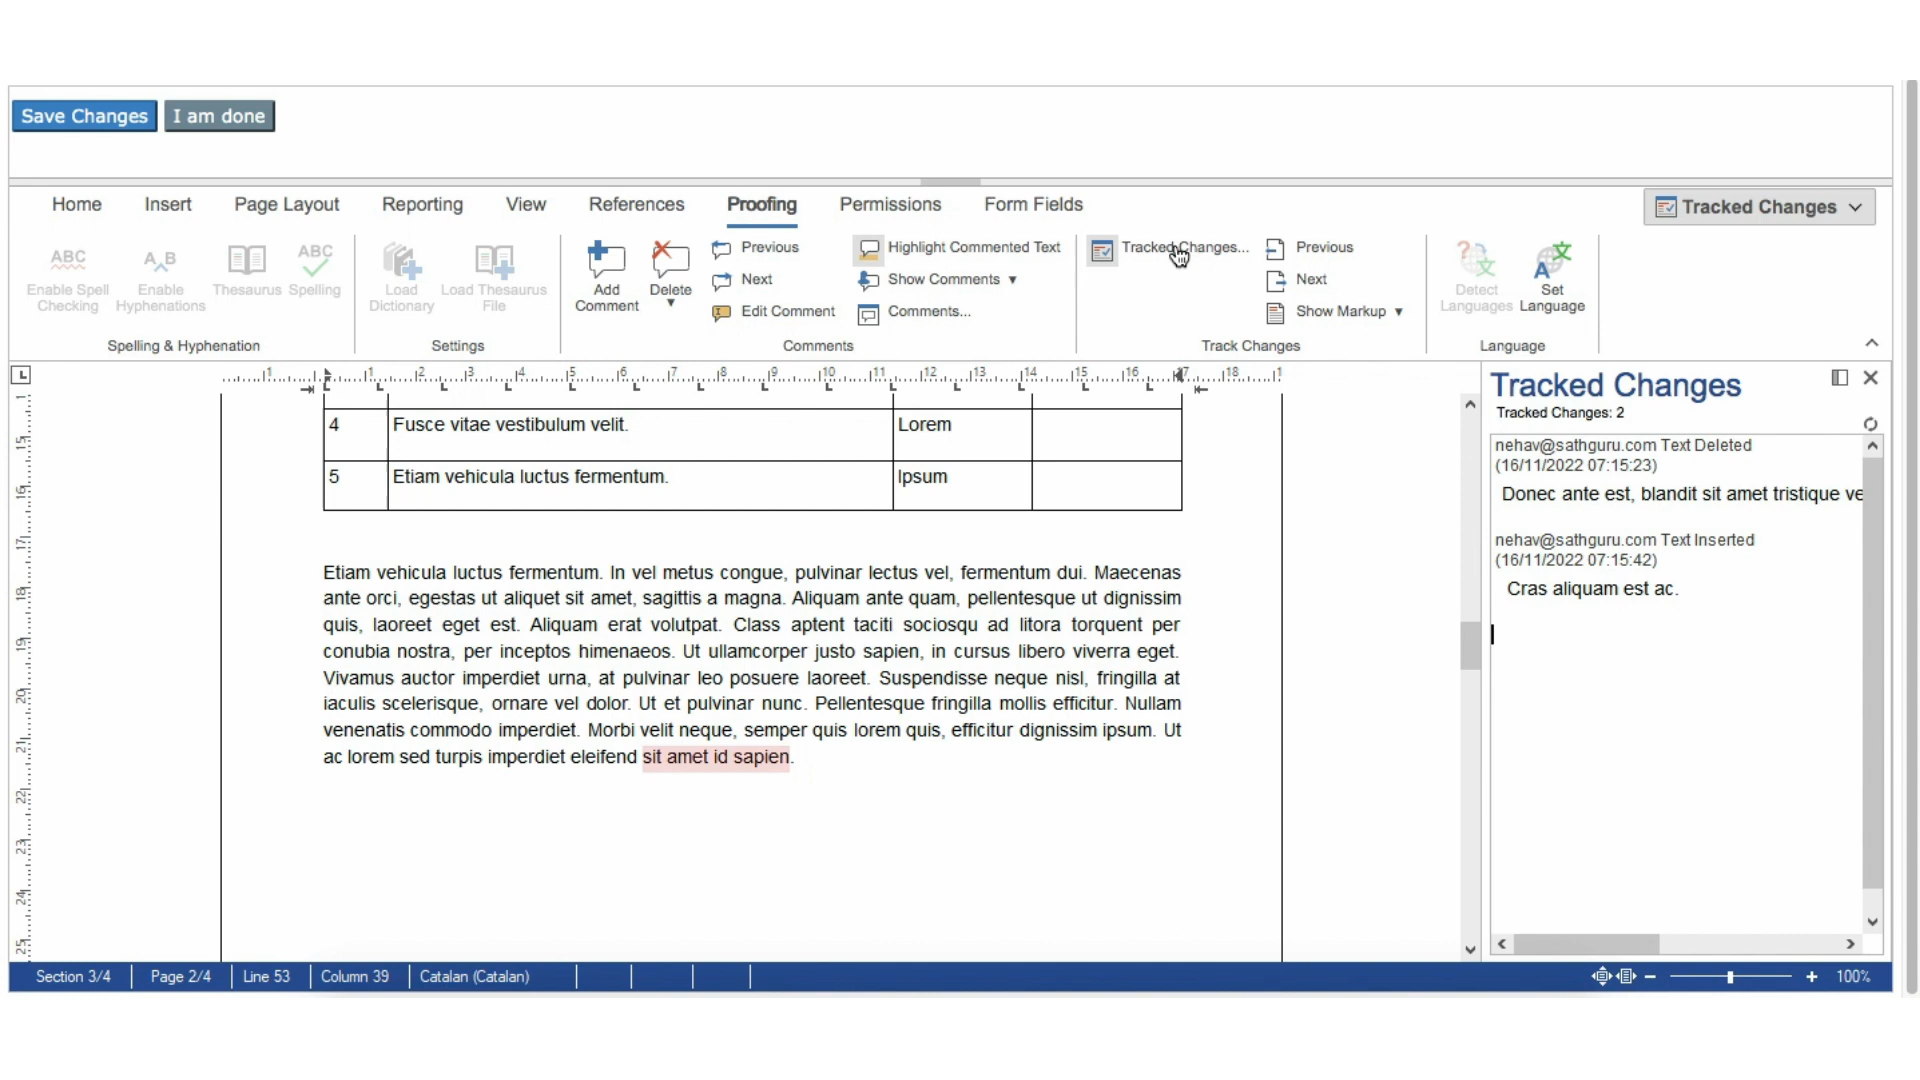 Save Changes I am done
Home Insert Page Layout Reporting View References Proofing Permissions Form Fields Tracked Changes
Enable Spell Checking
Enable Hyphenations
Thesaurus
Spelling
Spelling & Hyphenation
Load Dictionary
Load Thesaurus File
Settings
Add Comment
Delete
Previous
Next
Edit Comment
Highlight Commented Text
Show Comments
Comments...
Comments
Tracked Changes...
Previous
Next
Show Markup
Track Changes
Detect Languages
Set Language
Language
4 Fusce vitae vestibulum velit. Lorem
5 Etiam vehicula luctus fermentum. Ipsum
Etiam vehicula luctus fermentum. In vel metus congue, pulvinar lectus vel, fermentum dui. Maecenas
ante orci, egestas ut aliquet sit amet, sagittis a magna. Aliquam ante quam, pellentesque ut dignissim
quis, laoreet eget est. Aliquam erat volutpat. Class aptent taciti sociosqu ad litora torquent per
conubia nostra, per inceptos himenaeos. Ut ullamcorper justo sapien, in cursus libero viverra eget.
Vivamus auctor imperdiet urna, at pulvinar leo posuere laoreet. Suspendisse neque nisl, fringilla at
iaculis scelerisque, ornare vel dolor. Ut et pulvinar nunc. Pellentesque fringilla mollis efficitur. Nullam
venenatis commodo imperdiet. Morbi velit neque, semper quis lorem quis, efficitur dignissim ipsum. Ut
ac lorem sed turpis imperdiet eleifend sit amet id sapien.
Tracked Changes
Tracked Changes: 2
nehav@sathguru.com Text Deleted
(16/11/2022 07:15:23)
Donec ante est, blandit sit amet tristique ve
nehav@sathguru.com Text Inserted
(16/11/2022 07:15:42)
Cras aliquam est ac.
Section 3/4 Page 2/4 Line 53 Column 39 Catalan (Catalan) 100%